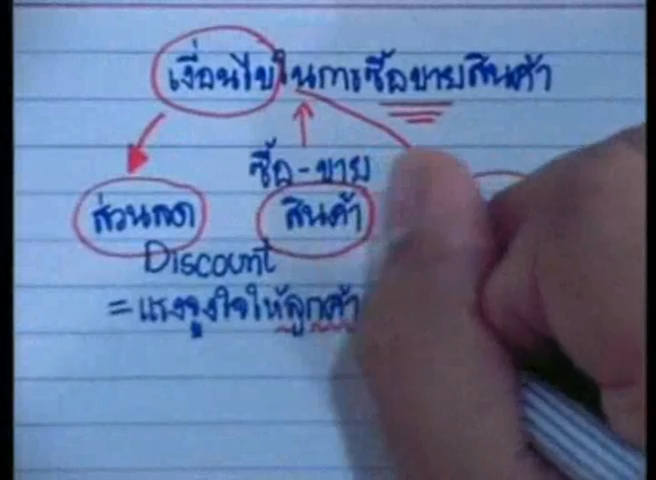 เงื่อนไขในการซื้อขายสินค้า
ซื้อ-ขาย
ส่วนลด สินค้า
Discount
=แรงจูงใจให้ลูกค้า